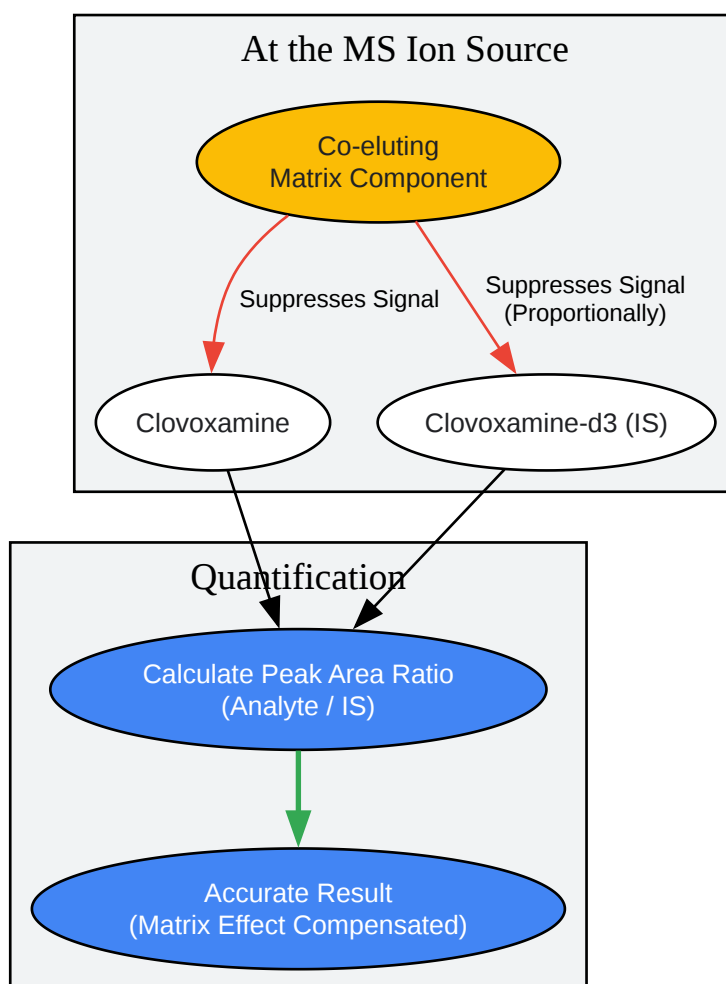 At the MS Ion Source
Co-eluting
Matrix Component
Suppresses Signal
Suppresses Signal
(Proportionally)
Clovoxamine
Clovoxamine-d3 (IS)
Quantification
Calculate Peak Area Ratio
(Analyte / IS)
Accurate Result
(Matrix Effect Compensated)